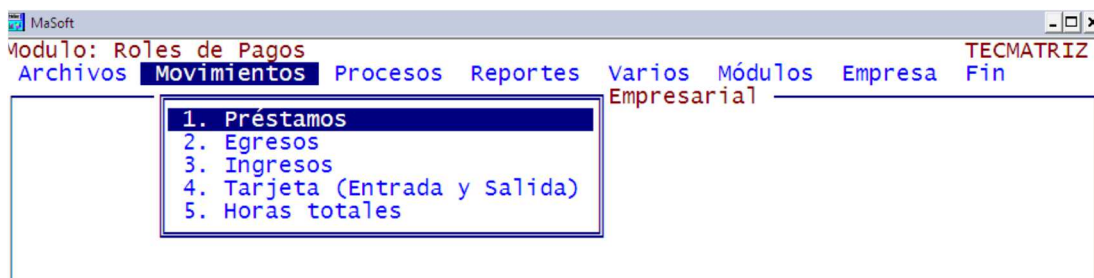 MaSoft
Modulo: Roles de Pagos TECMATRIZ
Archivos Movimientos Procesos Reportes Varios Módulos Empresa Fin
Empresarial
1. Préstamos
2. Egresos
3. Ingresos
4. Tarjeta (Entrada y Salida)
5. Horas totales